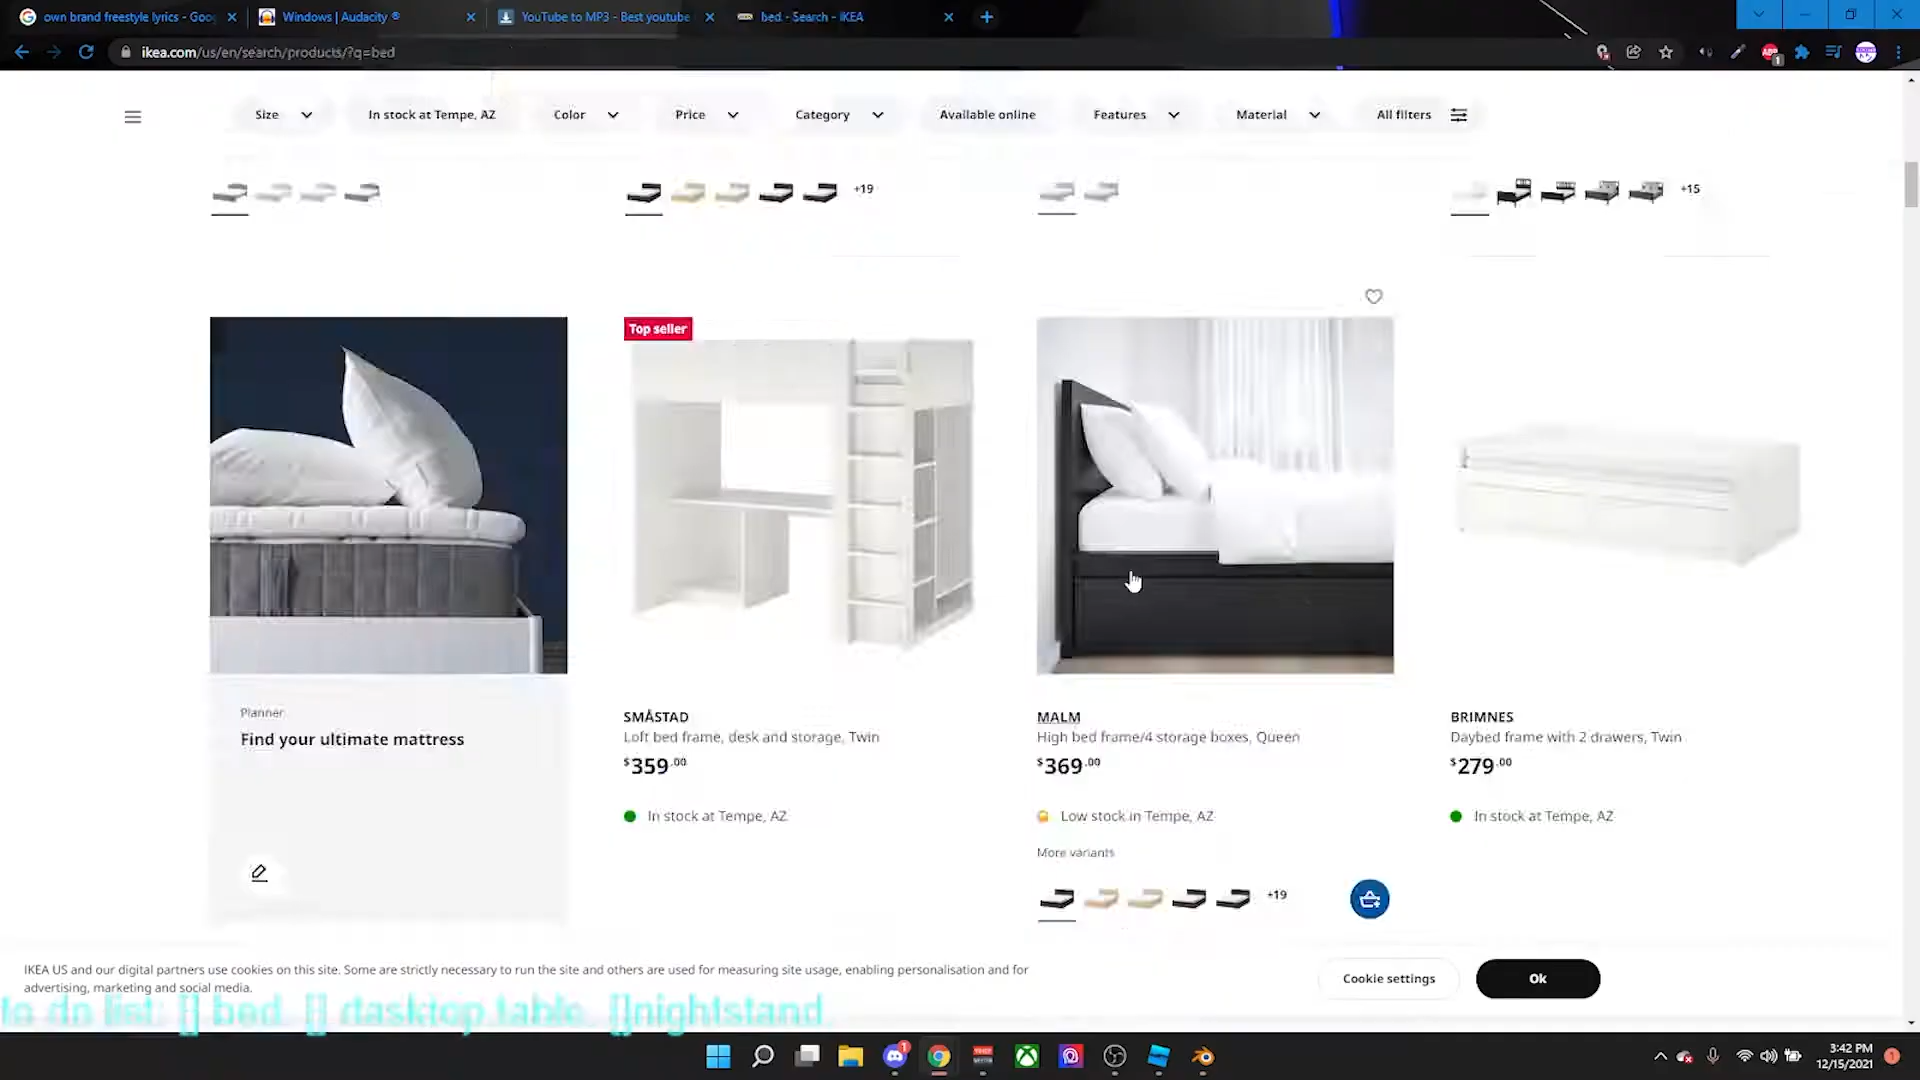 own brand freestyle lyrics - Goo
Windows | Audacity ®
YouTube to MP3 - Best youtube
bed - Search - IKEA
ikea.com/us/en/search/products/?q=bed
Size
In stock at Tempe, AZ
Color
Price
Category
Available online
Features
Material
All filters
+19
+15
Top seller
Planner
Find your ultimate mattress
SMÅSTAD
Loft bed frame, desk and storage, Twin
$359.00
In stock at Tempe, AZ
MALM
High bed frame/4 storage boxes, Queen
$369.00
Low stock in Tempe, AZ
More variants
+19
BRIMNES
Daybed frame with 2 drawers, Twin
$279.00
In stock at Tempe, AZ
IKEA US and our digital partners use cookies on this site. Some are strictly necessary to run the site and others are used for measuring site usage, enabling personalisation and for
advertising, marketing and social media.
Cookie settings
Ok
to do list: [] bed. [] dasktop table. []nightstand.
3:42 PM
12/15/2021